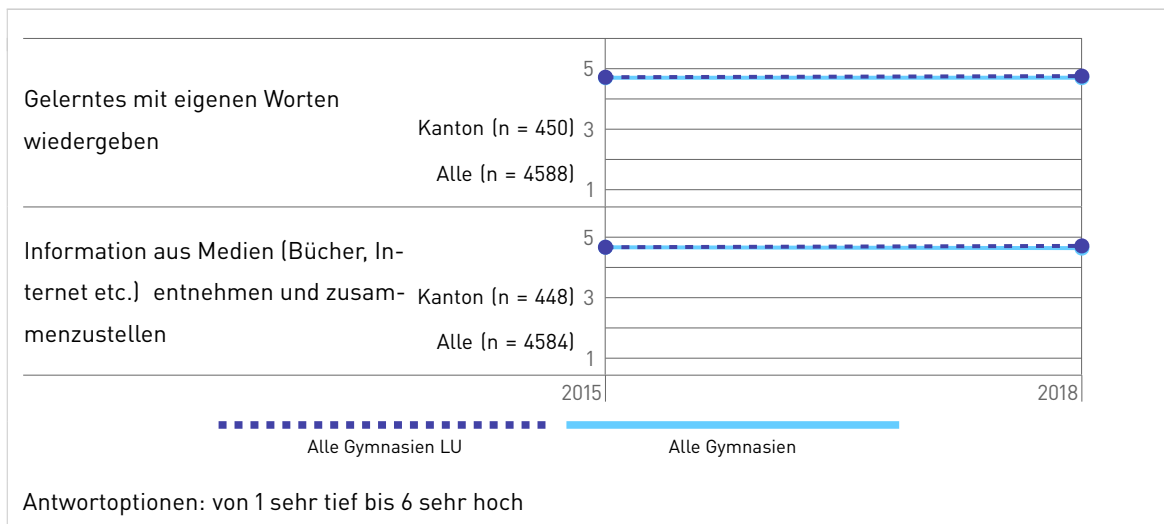 5
Gelerntes mit eigenen Worten
wiedergeben
Kanton (n = 450)
3
Alle (n = 4588)
1
5
Information aus Medien (Bücher, In-
ternet etc.) entnehmen und zusam-
menzustellen
Kanton (n = 448)
3
Alle (n = 4584)
1
2015
2018
Alle Gymnasien LU
Alle Gymnasien
Antwortoptionen: von 1 sehr tief bis 6 sehr hoch